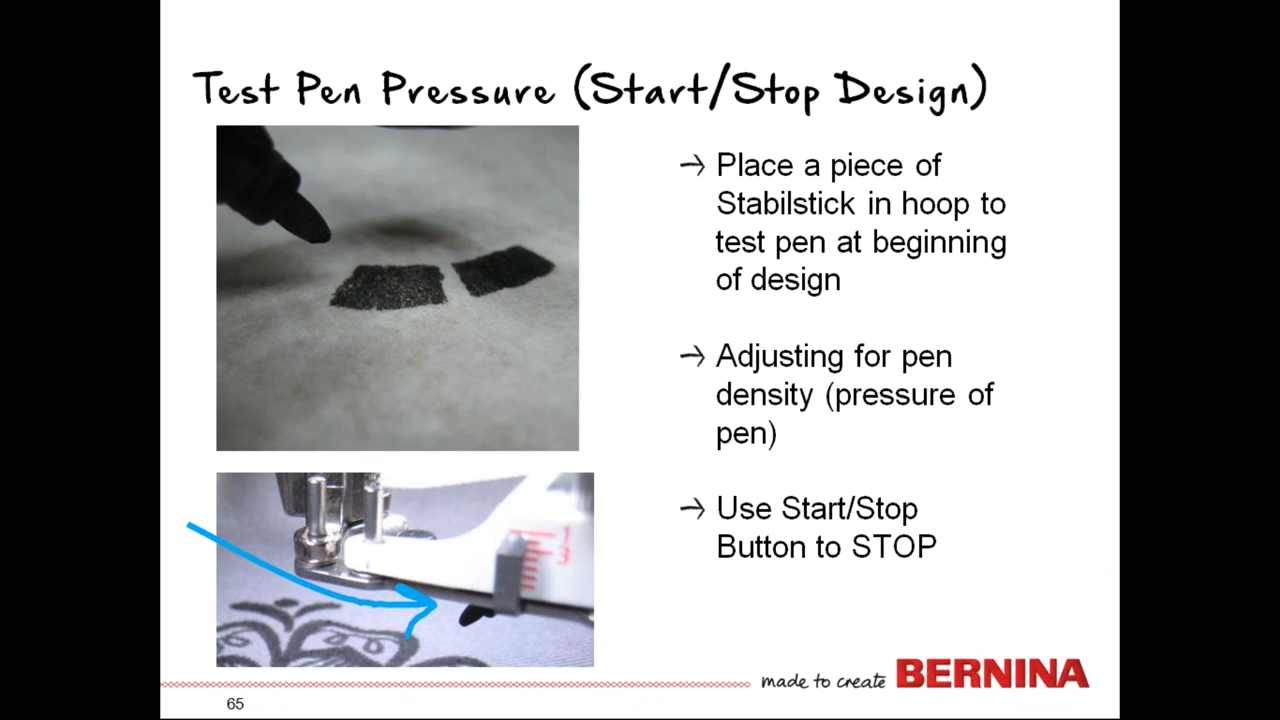 Test Pen Pressure (Start/Stop Design)
→ Place a piece of
Stabilstick in hoop to
test pen at beginning
of design
→ Adjusting for pen
density (pressure of
pen)
→ Use Start/Stop
Button to STOP
made to create BERNINA
65